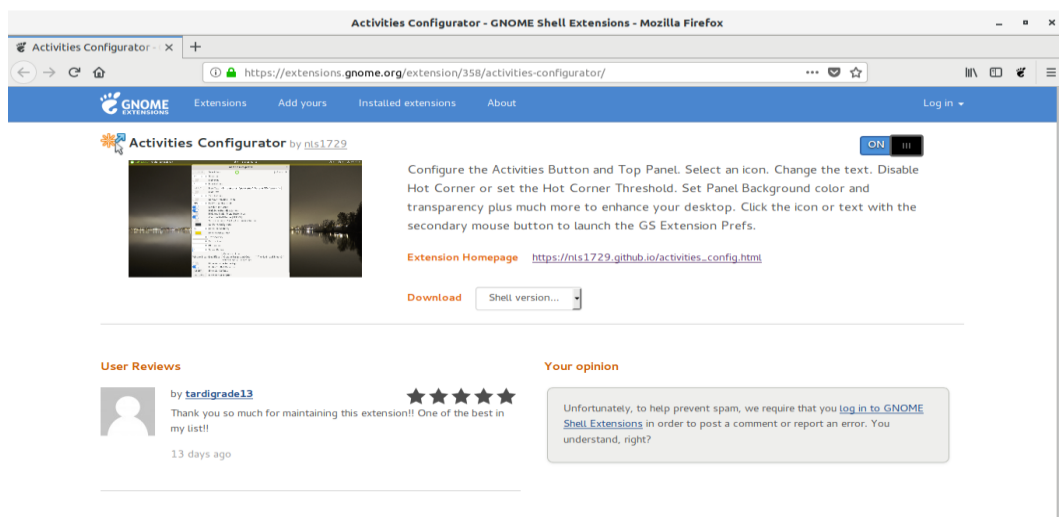 Activities Configurator - GNOME Shell Extensions - Mozilla Firefox
Activities Configurator -
https://extensions.gnome.org/extension/358/activities-configurator/
GNOME EXTENSIONS Extensions Add yours Installed extensions About Log in
Activities Configurator by nls1729
ON
Configure the Activities Button and Top Panel. Select an icon. Change the text. Disable
Hot Corner or set the Hot Corner Threshold. Set Panel Background color and
transparency plus much more to enhance your desktop. Click the icon or text with the
secondary mouse button to launch the GS Extension Prefs.
Extension Homepage https://nls1729.github.io/activities_config.html
Download Shell version...
User Reviews
by tardigrade13
Thank you so much for maintaining this extension!! One of the best in
my list!!
13 days ago
Your opinion
Unfortunately, to help prevent spam, we require that you log in to GNOME
Shell Extensions in order to post a comment or report an error. You
understand, right?